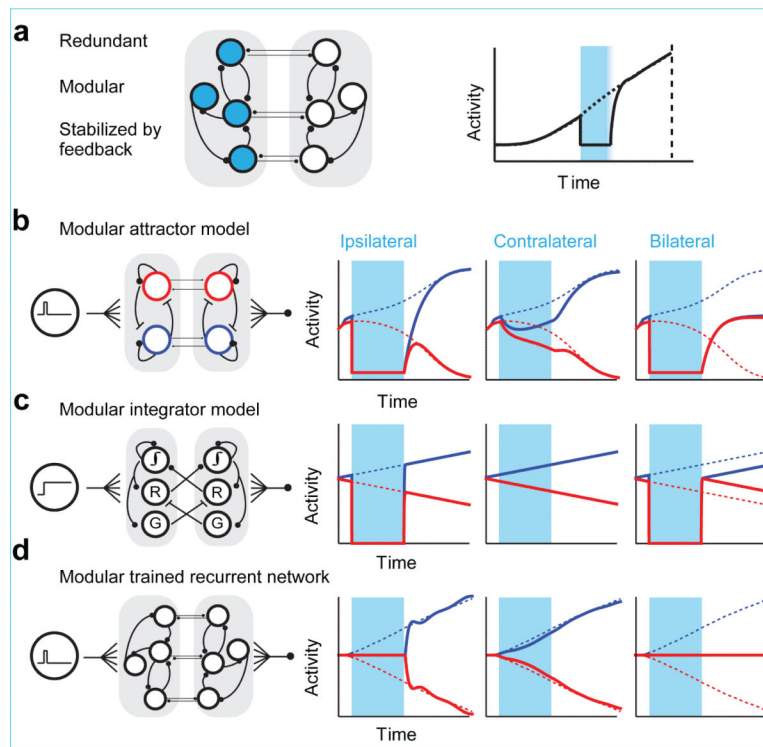 a
Redundant
Modular
Stabilized by
feedback
Activity
Time
b
Modular attractor model
Ipsilateral
Contralateral
Bilateral
Activity
Time
c
Modular integrator model
∫
∫
R
R
G
G
Activity
Time
d
Modular trained recurrent network
Activity
Time